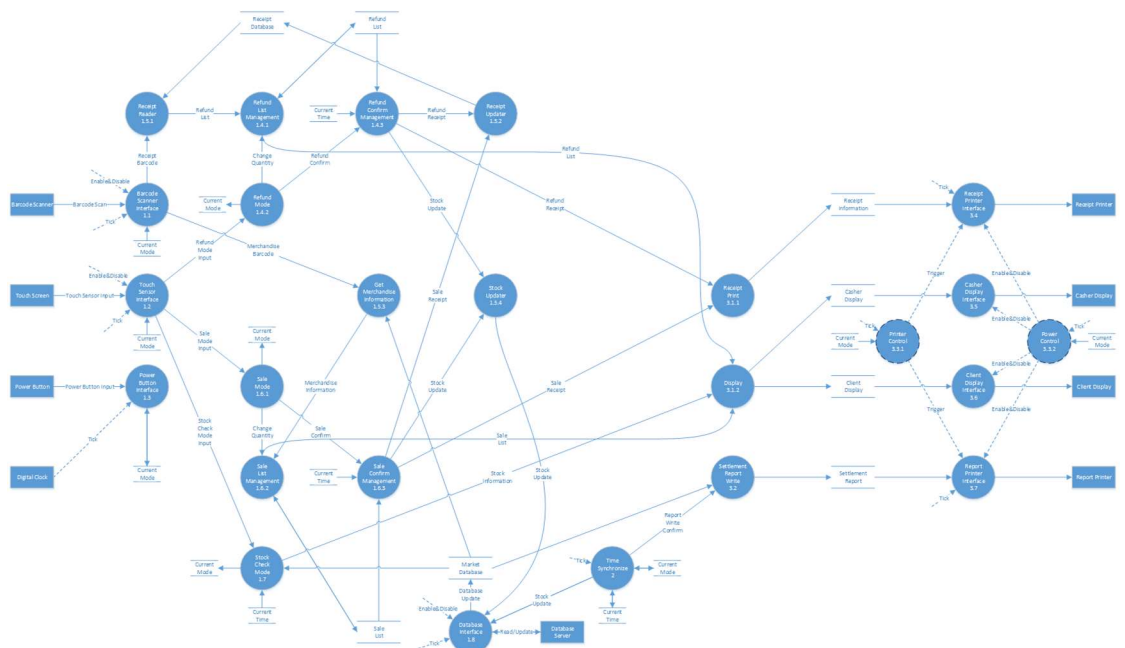 Receipt
Database
Refund
List
Receipt
Reader
1.5.1
Refund
List
Refund
List
Management
1.4.1
Current
Time
Refund
Confirm
Management
1.4.3
Refund
Receipt
Receipt
Updater
1.5.2
Receipt
Barcode
Change
Quantity
Refund
Confirm
Refund
List
Enable&Disable
Barcode Scanner
BarcodeScan
Barcode
Scanner
Interface
1.1
Tick
Current
Mode
Current
Mode
Refund
Mode
1.4.2
Stock
Update
Refund
Receipt
Receipt
Information
Tick
Receipt
Printer
Interface
3.4
Receipt Printer
Refund
Mode
Input
Merchandise
Barcode
Enable&Disable
Touch Screen
Touch Sensor Input
Touch
Sensor
Interface
1.2
Tick
Current
Mode
Get
Merchandise
Information
1.5.3
Sale
Receipt
Stock
Updater
1.5.4
Receipt
Print
3.1.1
Trigger
Enable&Disable
Casher
Display
Casher
Display
Interface
3.5
Casher Display
Enable&Disable
Sale
Mode
Input
Current
Mode
Current
Mode
Tick
Printer
Control
3.3.1
Power
Control
3.3.2
Tick
Current
Mode
Power Button
Power Button Input
Power
Button
Interface
1.3
Sale
Mode
1.6.1
Merchandise
Information
Stock
Update
Sale
Receipt
Display
3.1.2
Client
Display
Client
Display
Interface
3.6
Enable&Disable
Client Display
Trigger
Enable&Disable
Tick
Stock
Check
Mode
Input
Change
Quantity
Sale
Confirm
Sale
List
Digital Clock
Current
Mode
Sale
List
Management
1.6.2
Current
Time
Sale
Confirm
Management
1.6.3
Stock
Information
Stock
Update
Settlement
Report
Write
3.2
Settlement
Report
Report
Printer
Interface
3.7
Tick
Report Printer
Report
Write
Confirm
Current
Mode
Stock
Check
Mode
1.7
Current
Time
Market
Database
Database
Update
Tick
Time
Synchronize
2
Current
Mode
Current
Time
Stock
Update
Sale
List
Enable&Disable
Tick
Database
Interface
1.8
Read/Update
Database
Server